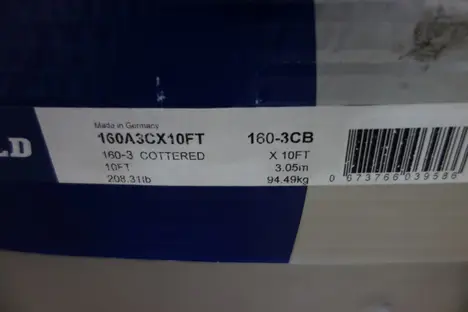 Made in Germany
160A3CX10FT 160-3CB
LD
160-3 COTTERED X 10FT
10FT 3.05m
208.31lb 94.49kg
0 673766 039586